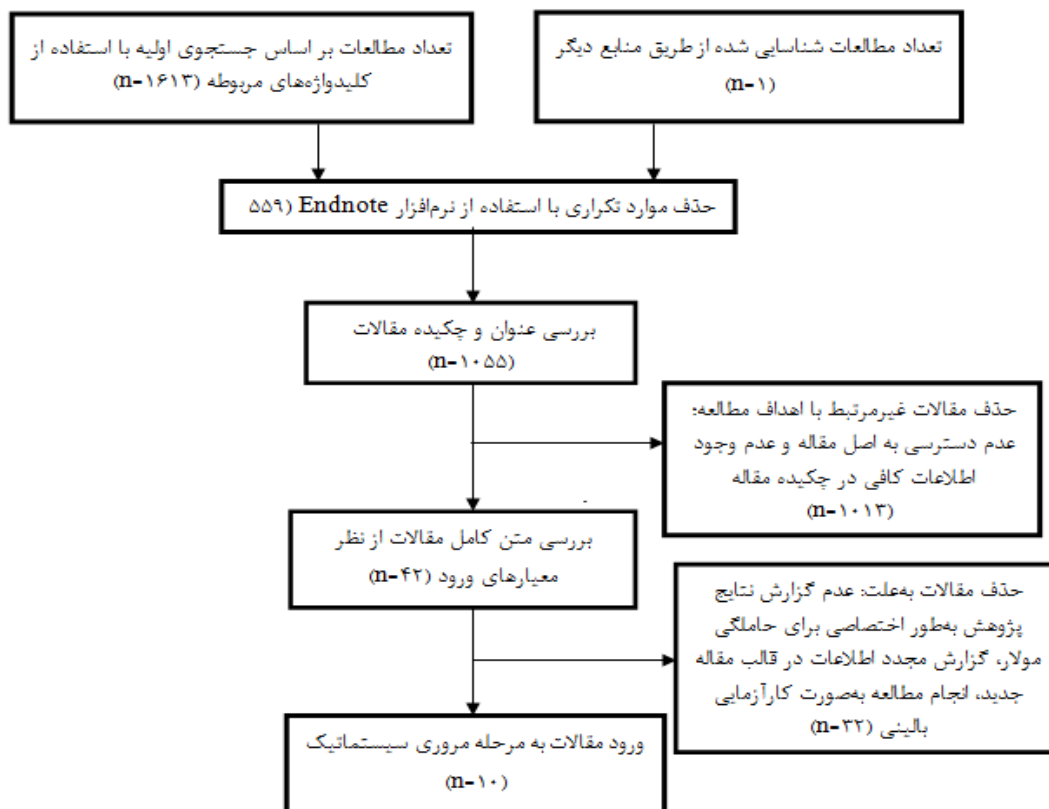 تعداد مطالعات بر اساس جستجوی اولیه با استفاده از
کلیدواژه‌های مربوطه (n-۱۶۱۳)
تعداد مطالعات شناسایی شده از طریق منابع دیگر
(n-۱)
حذف موارد تکراری با استفاده از نرم‌افزار Endnote (۵۵۹
بررسی عنوان و چکیده مقالات
(n-۱۰۵۵)
حذف مقالات غیرمرتبط با اهداف مطالعه؛
عدم دسترسی به اصل مقاله و عدم وجود
اطلاعات کافی در چکیده مقاله
(n-۱۰۱۳)
بررسی متن کامل مقالات از نظر
معیارهای ورود (n-۴۲)
حذف مقالات به‌علت: عدم گزارش نتایج
پژوهش به‌طور اختصاصی برای حاملگی
مولار، گزارش مجدد اطلاعات در قالب مقاله
جدید، انجام مطالعه به‌صورت کارآزمایی
بالینی (n-۳۲)
ورود مقالات به مرحله مروری سیستماتیک
(n-۱۰)